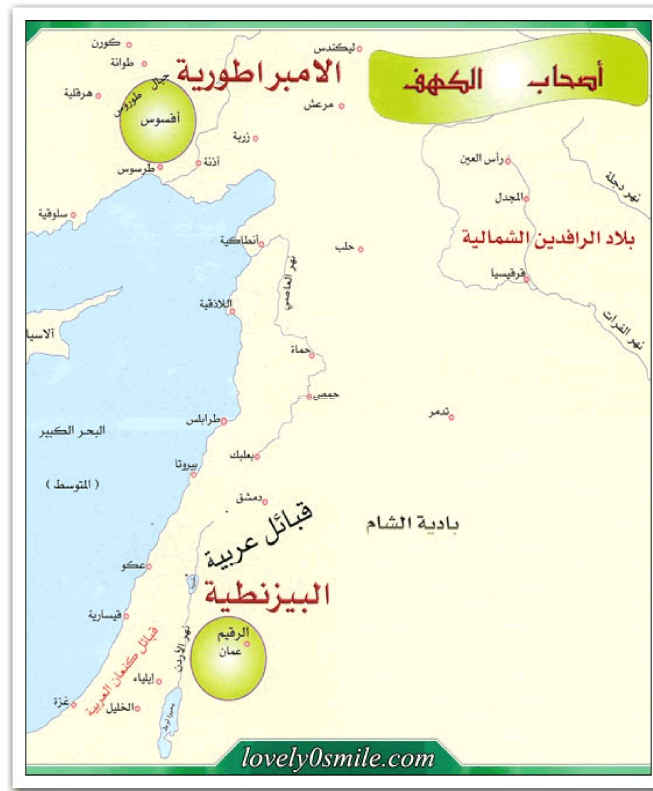 أصحاب الكهف
ليكندس
كورن
طوانة
الامبراطورية
جبال طوروس
هرقلية
مرعش
أفسوس
زربة
رأس العين
أذنة
طرسوس
نهر دجلة
المجدل
سلوقية
أنطاكية
حلب
بلاد الرافدين الشمالية
نهر العاصي
قرقيسيا
اللاذقية
نهر الفرات
آلاسيا
حماة
حمص
تدمر
طرابلس
البحر الكبير
بعلبك
بيروتا
( المتوسط )
دمشق
قبائل عربية
بادية الشام
عكو
البيزنطية
قيسارية
الرقيم
عمان
نهر الأردن
قبائل كنعان العربية
إيلياء
غزة
الخليل
lovely0smile.com